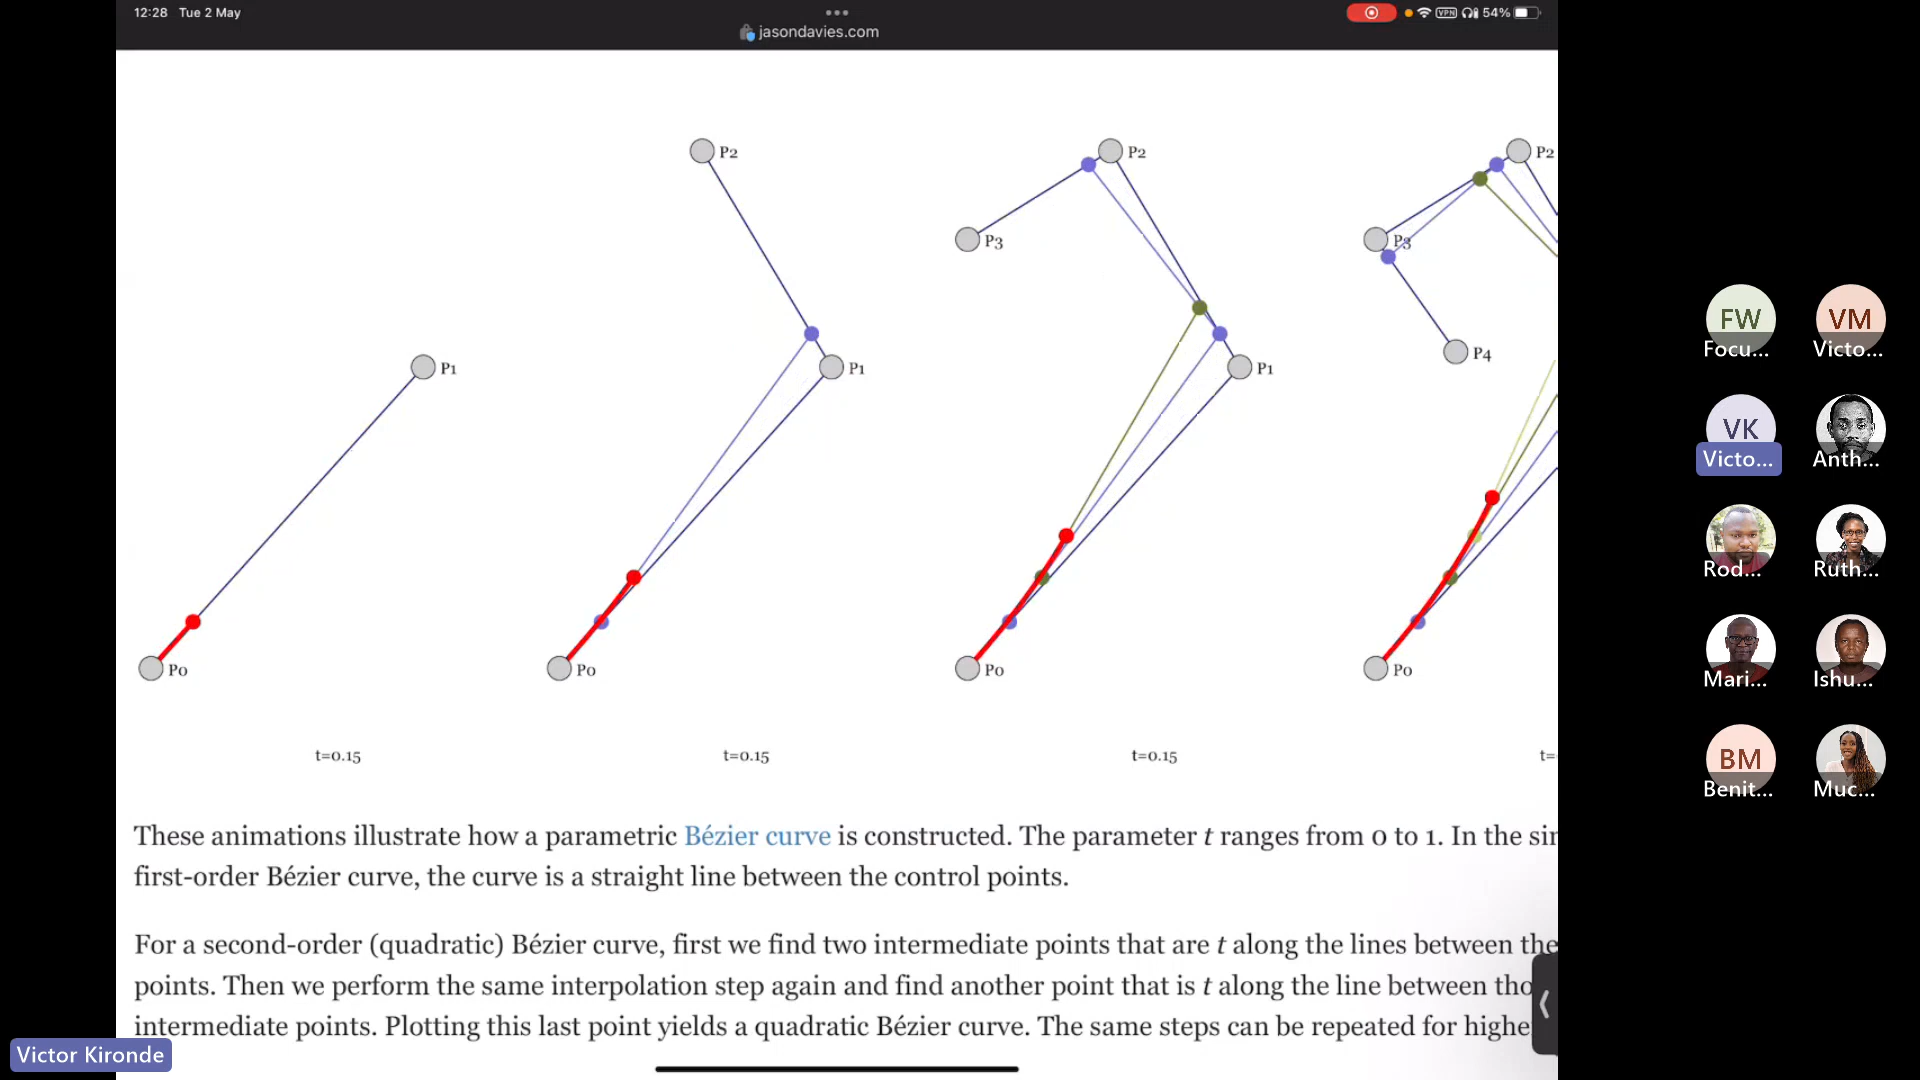 12:28 Tue 2 May
VPN 54%
jasondavies.com
P2
P2
P2
P3
P3
P1
P1
P1
P4
P0
P0
P0
P0
t=0.15
t=0.15
t=0.15
t=
These animations illustrate how a parametric Bézier curve is constructed. The parameter t ranges from 0 to 1. In the
first-order Bézier curve, the curve is a straight line between the control points.
For a second-order (quadratic) Bézier curve, first we find two intermediate points that are t along the lines between the
points. Then we perform the same interpolation step again and find another point that is t along the line between tho
intermediate points. Plotting this last point yields a quadratic Bézier curve. The same steps can be repeated for highe
Victor Kironde
FW
Focu...
VM
Victo...
VK
Victo...
Anth...
Rod...
Ruth...
Mari...
Ishu...
BM
Benit...
Muc...